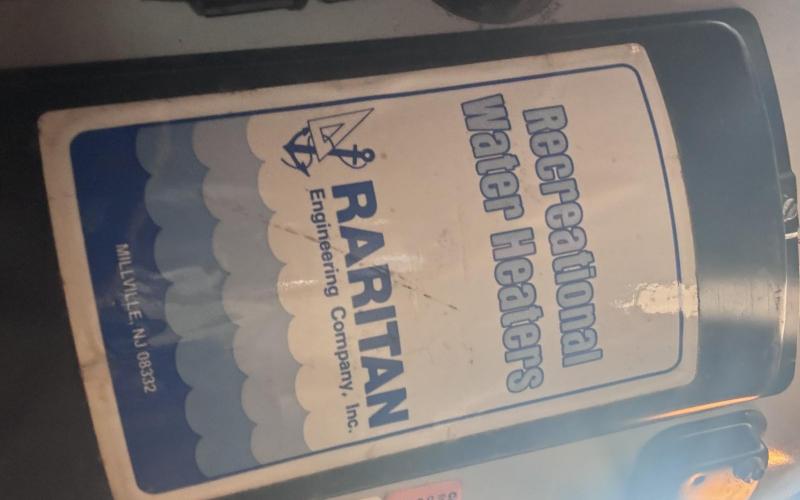 Recreational
Water Heaters
RARITAN
Engineering Company, Inc.
MILLVILLE, NJ 08332